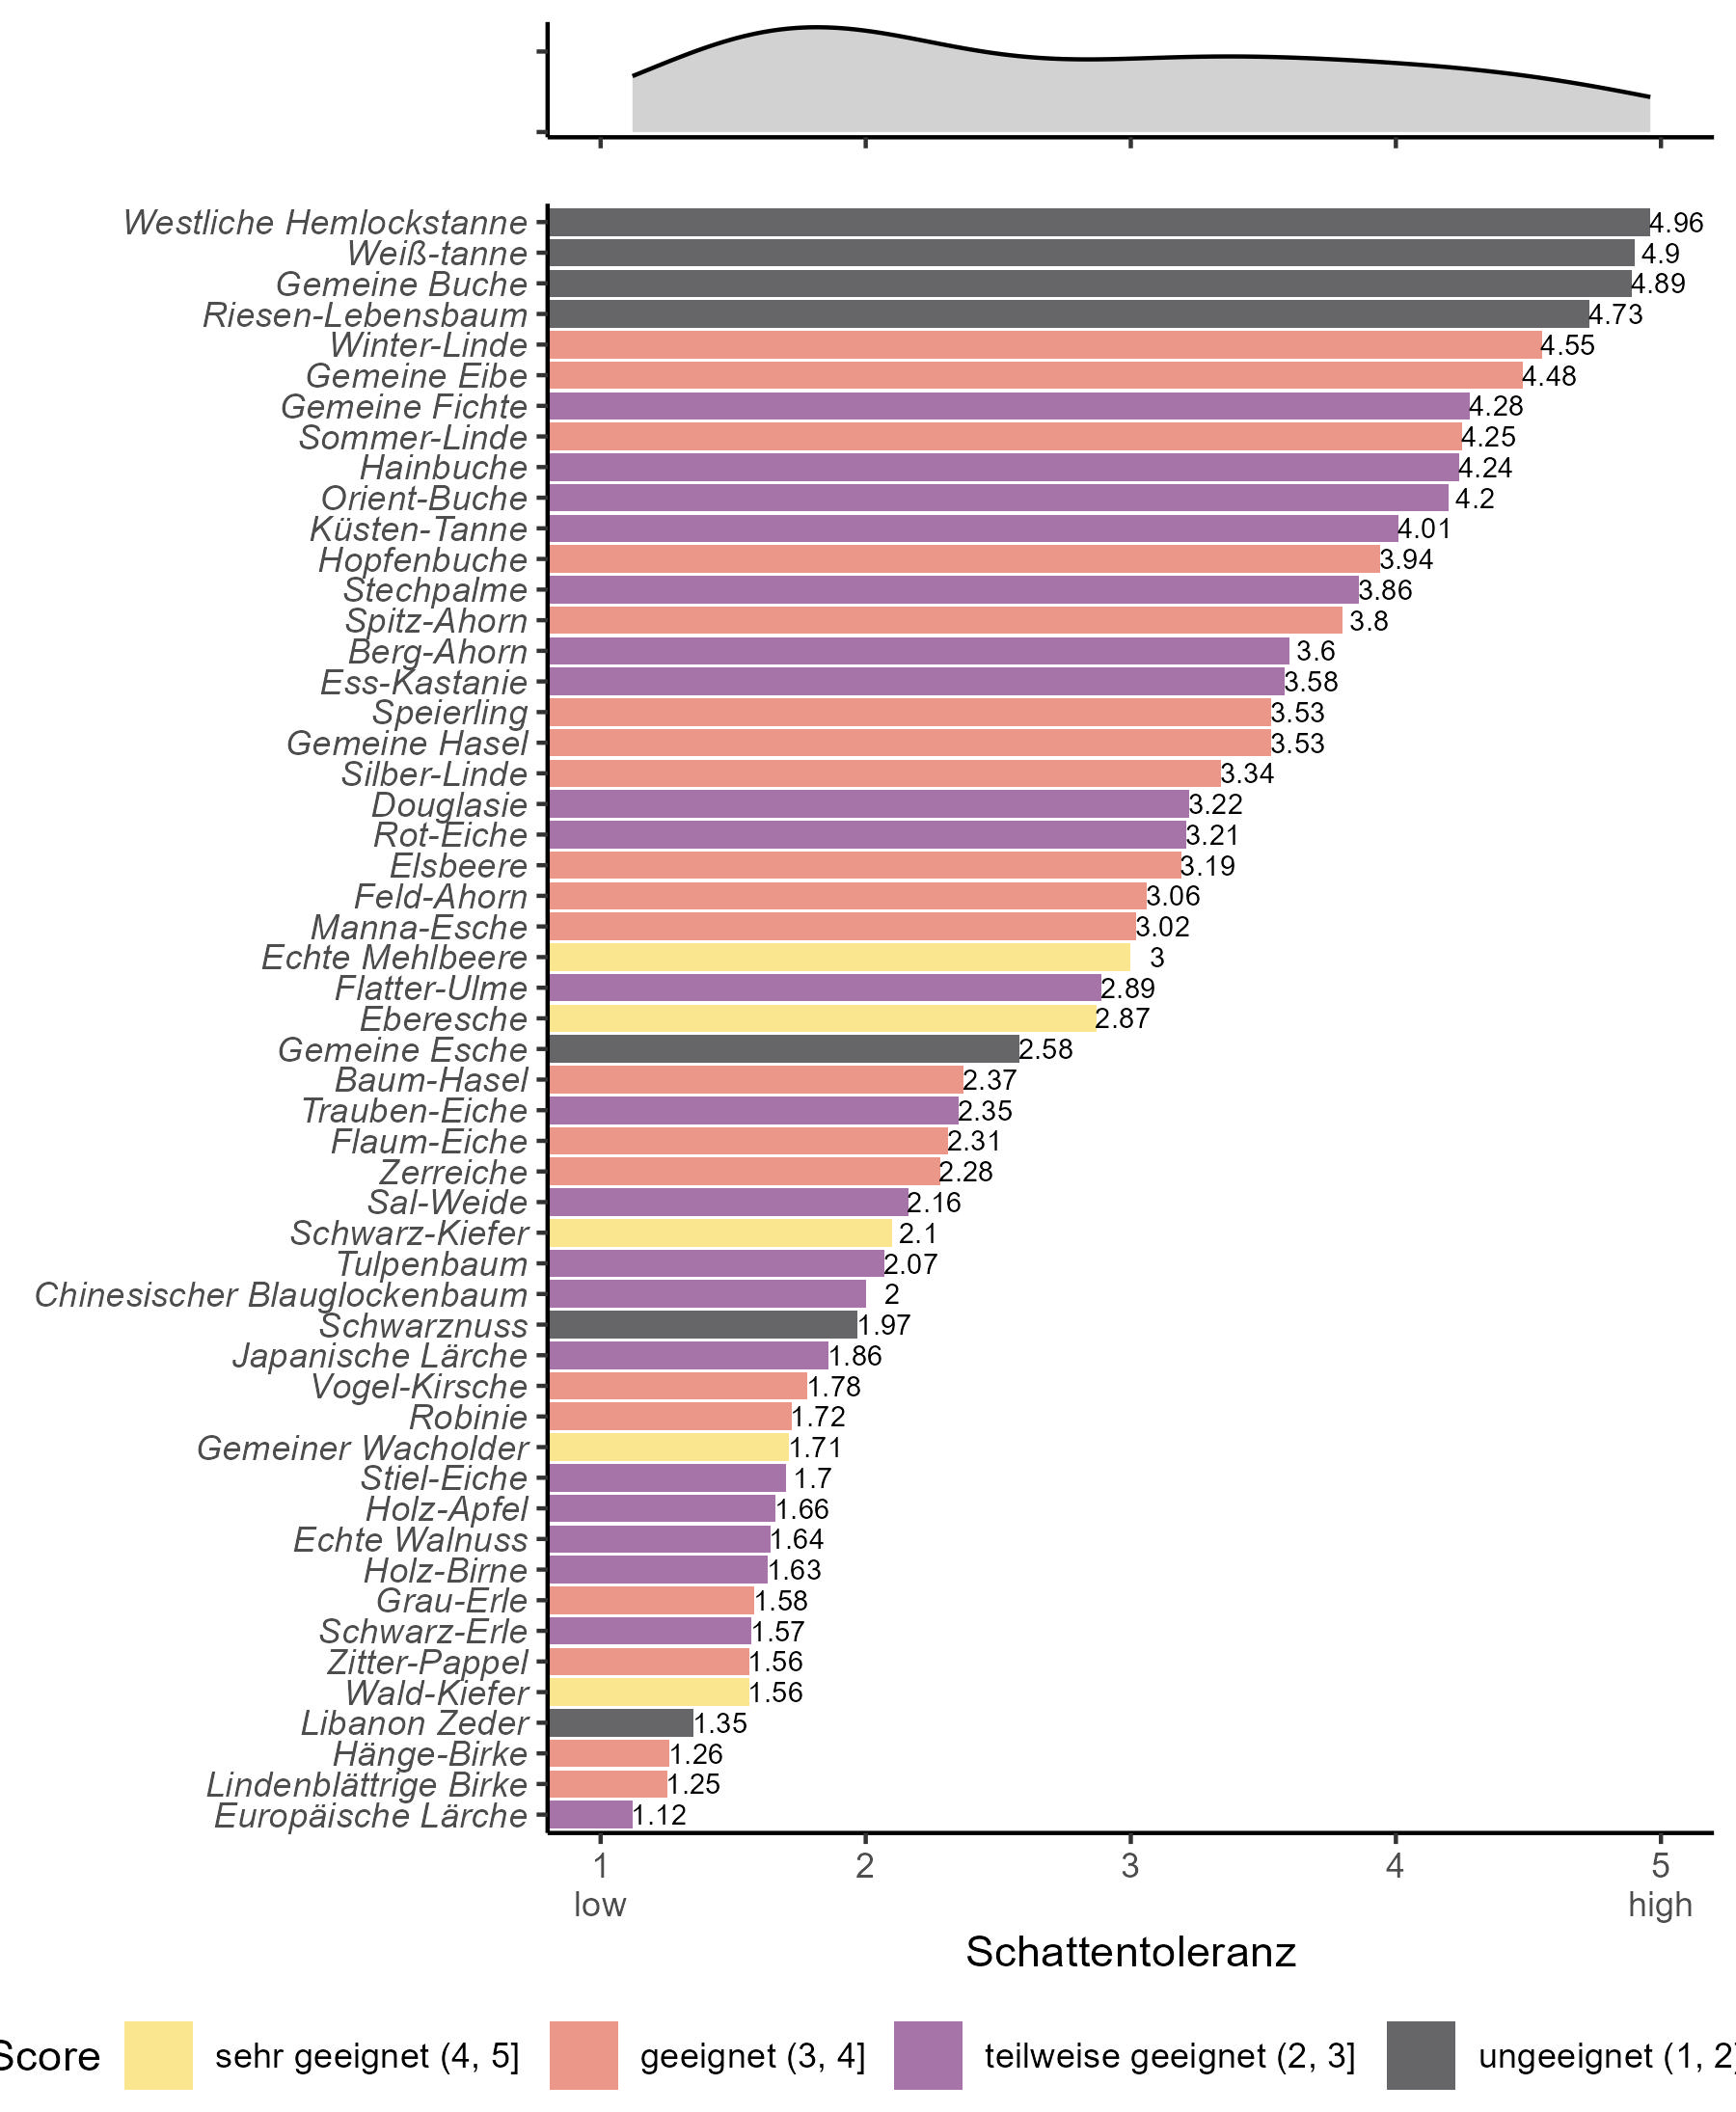 Westliche Hemlockstanne 4.96
Weiß-tanne 4.9
Gemeine Buche 4.89
Riesen-Lebensbaum 4.73
Winter-Linde 4.55
Gemeine Eibe 4.48
Gemeine Fichte 4.28
Sommer-Linde 4.25
Hainbuche 4.24
Orient-Buche 4.2
Küsten-Tanne 4.01
Hopfenbuche 3.94
Stechpalme 3.86
Spitz-Ahorn 3.8
Berg-Ahorn 3.6
Ess-Kastanie 3.58
Speierling 3.53
Gemeine Hasel 3.53
Silber-Linde 3.34
Douglasie 3.22
Rot-Eiche 3.21
Elsbeere 3.19
Feld-Ahorn 3.06
Manna-Esche 3.02
Echte Mehlbeere 3
Flatter-Ulme 2.89
Eberesche 2.87
Gemeine Esche 2.58
Baum-Hasel 2.37
Trauben-Eiche 2.35
Flaum-Eiche 2.31
Zerreiche 2.28
Sal-Weide 2.16
Schwarz-Kiefer 2.1
Tulpenbaum 2.07
Chinesischer Blauglockenbaum 2
Schwarznuss 1.97
Japanische Lärche 1.86
Vogel-Kirsche 1.78
Robinie 1.72
Gemeiner Wacholder 1.71
Stiel-Eiche 1.7
Holz-Apfel 1.66
Echte Walnuss 1.64
Holz-Birne 1.63
Grau-Erle 1.58
Schwarz-Erle 1.57
Zitter-Pappel 1.56
Wald-Kiefer 1.56
Libanon Zeder 1.35
Hänge-Birke 1.26
Lindenblättrige Birke 1.25
Europäische Lärche 1.12
1 2 3 4 5
low high
Schattentoleranz
Score sehr geeignet (4, 5] geeignet (3, 4] teilweise geeignet (2, 3] ungeeignet (1, 2]